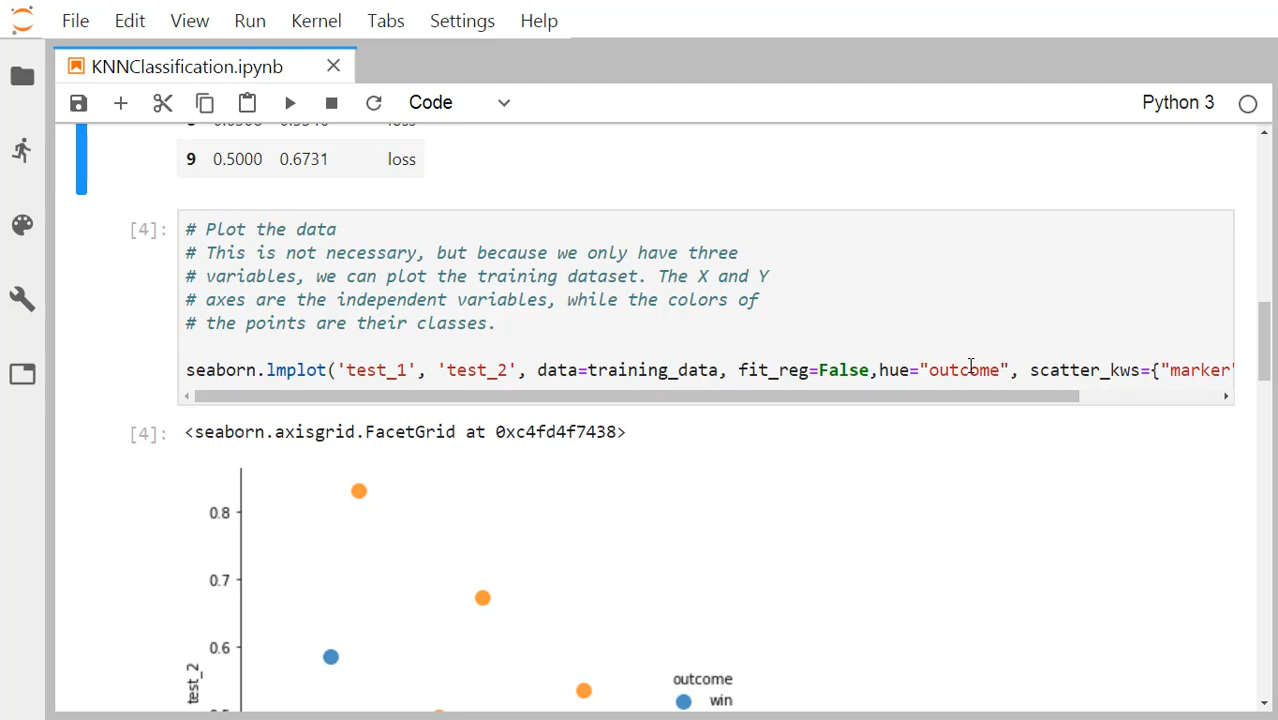 File Edit View Run Kernel Tabs Settings Help
KNNClassification.ipynb
Code Python 3
9 0.5000 0.6731 loss
[4]:
# Plot the data
# This is not necessary, but because we only have three
# variables, we can plot the training dataset. The X and Y
# axes are the independent variables, while the colors of
# the points are their classes.
seaborn.lmplot('test_1', 'test_2', data=training_data, fit_reg=False,hue="outcome", scatter_kws={"marker"
[4]: <seaborn.axisgrid.FacetGrid at 0xc4fd4f7438>
0.8
0.7
0.6
test_2
outcome
win